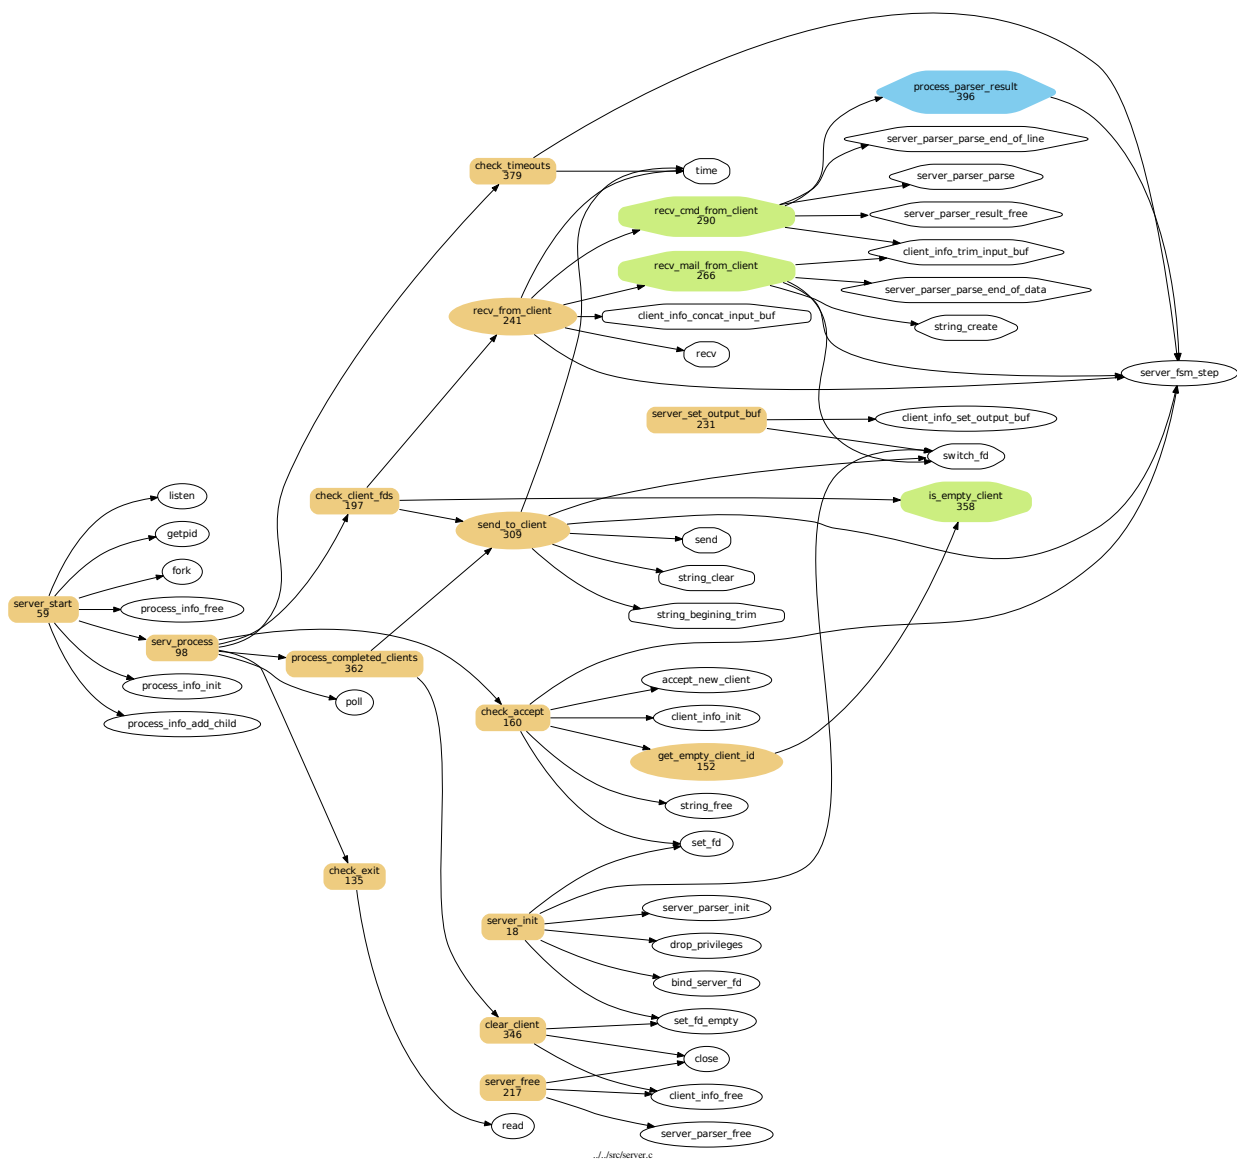 process_parser_result
396
server_parser_parse_end_of_line
check_timeouts
379
time
server_parser_parse
recv_cmd_from_client
290
server_parser_result_free
client_info_trim_input_buf
recv_mail_from_client
266
server_parser_parse_end_of_data
recv_from_client
241
client_info_concat_input_buf
string_create
recv
server_fsm_step
server_set_output_buf
231
client_info_set_output_buf
switch_fd
listen
check_client_fds
197
is_empty_client
358
getpid
send_to_client
309
send
fork
string_clear
server_start
59
process_info_free
string_begining_trim
serv_process
98
process_completed_clients
362
process_info_init
accept_new_client
poll
process_info_add_child
check_accept
160
client_info_init
get_empty_client_id
152
string_free
set_fd
check_exit
135
server_parser_init
server_init
18
drop_privileges
bind_server_fd
set_fd_empty
clear_client
346
close
server_free
217
client_info_free
read
server_parser_free
../../src/server.c